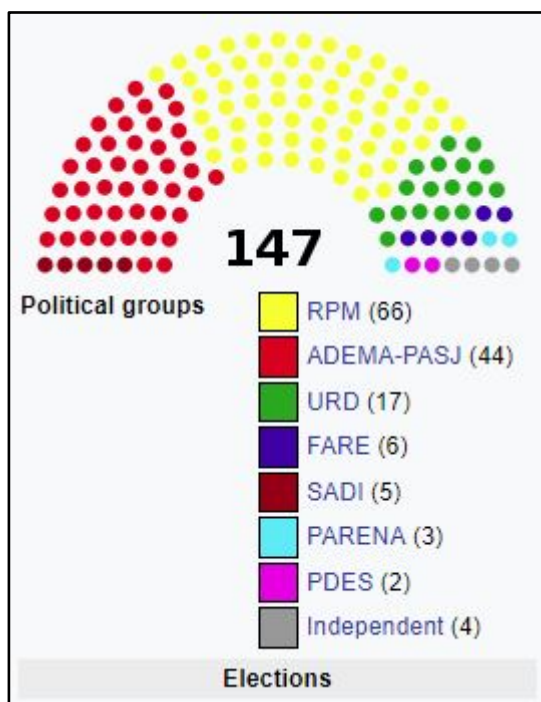 147
Political groups
RPM (66)
ADEMA-PASJ (44)
URD (17)
FARE (6)
SADI (5)
PARENA (3)
PDES (2)
Independent (4)
Elections